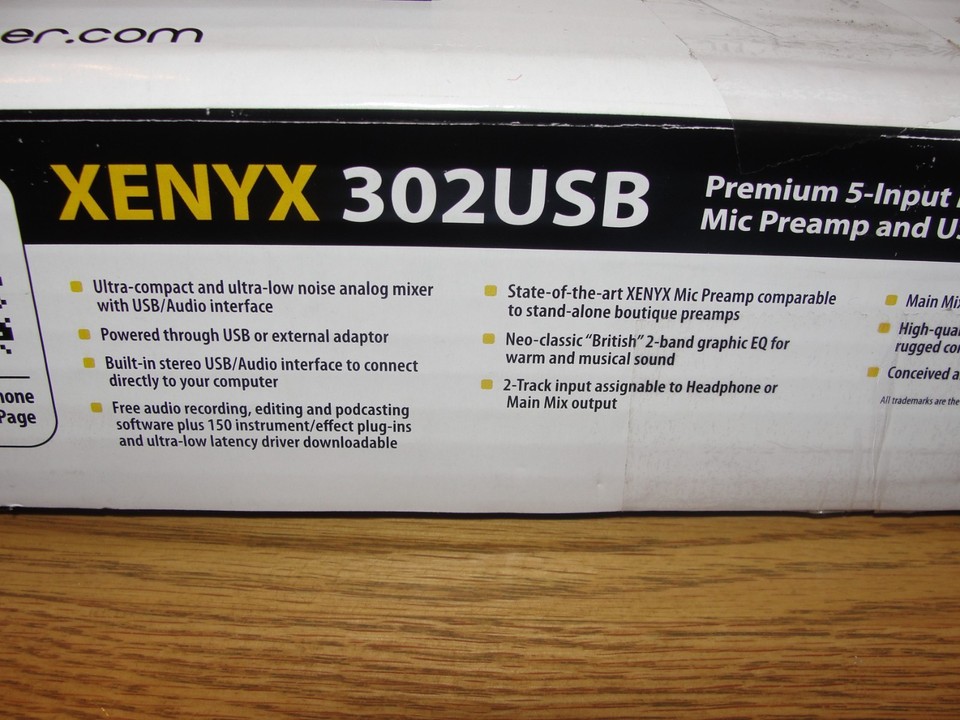 er.com
XENYX 302USB
Premium 5-Input
Mic Preamp and
Ultra-compact and ultra-low noise analog mixer
with USB/Audio interface
Powered through USB or external adaptor
Built-in stereo USB/Audio interface to connect
directly to your computer
Free audio recording, editing and podcasting
software plus 150 instrument/effect plug-ins
and ultra-low latency driver downloadable
State-of-the-art XENYX Mic Preamp comparable
to stand-alone boutique preamps
Neo-classic “British” 2-band graphic EQ for
warm and musical sound
2-Track input assignable to Headphone or
Main Mix output
Main
rugged
Conceived
All trademarks are the
hone
Page